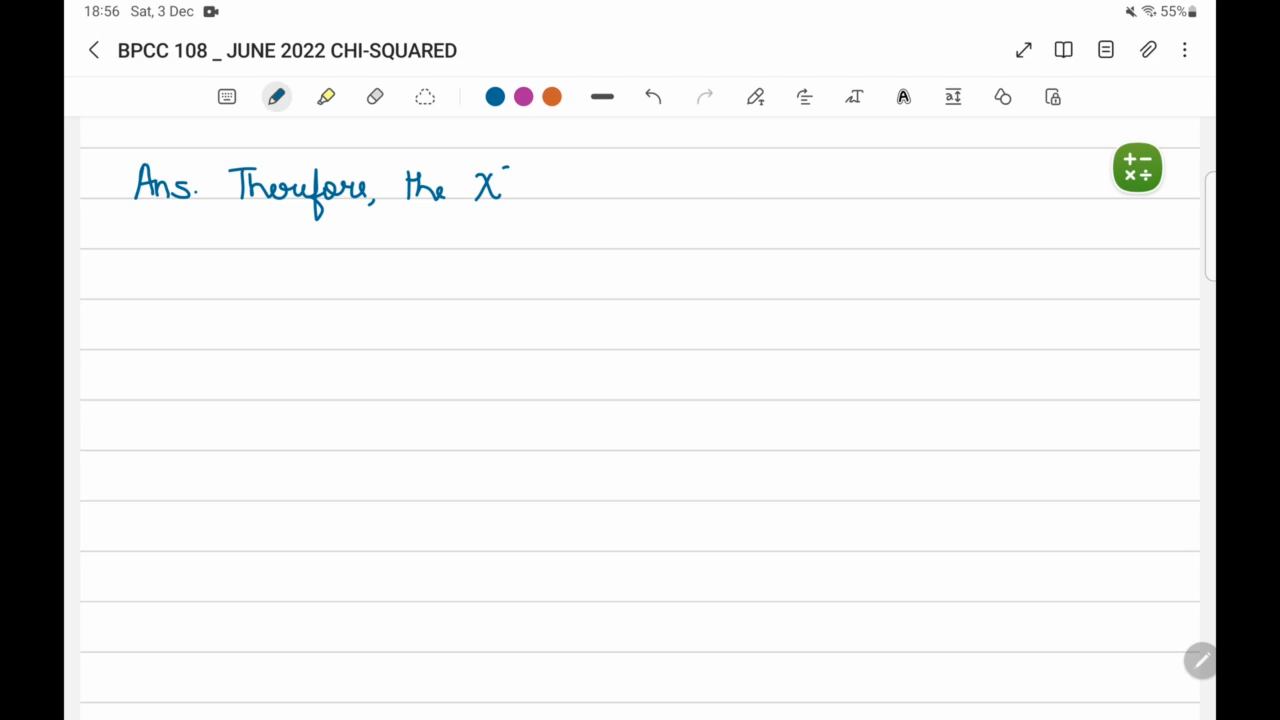 18:56 Sat, 3 Dec 55%
BPCC 108 _ JUNE 2022 CHI-SQUARED
Ans. Therefore, the X